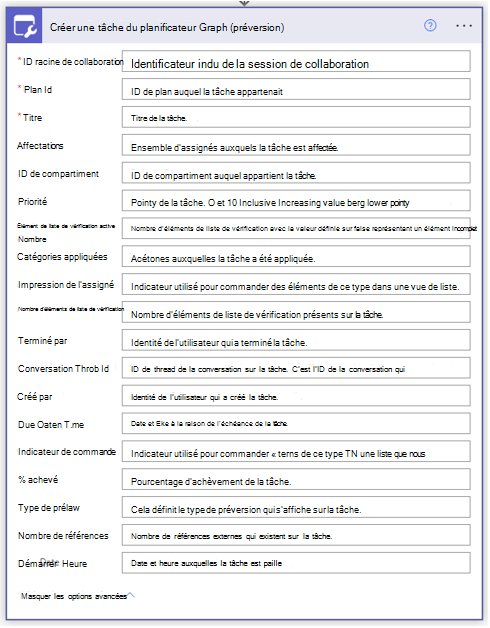 Créer une tâche du planificateur Graph (préversion)
* ID racine de collaboration Identificateur indu de la session de collaboration
* Plan Id ID de plan auquel la tâche appartenait
* Titre Titre de la tâche.
Affectations Ensemble d'assignés auxquels la tâche est affectée.
ID de compartiment ID de compartiment auquel appartient la tâche.
Priorité Pointy de la tâche. O et 10 Inclusive Increasing value berg lower pointy
Élément de liste de vérification active Nombre d'éléments de liste de vérification avec la valeur définie sur false représentant un élément incomplet
Nombre
Catégories appliquées Acétones auxquelles la tâche a été appliquée.
Impression de l'assigné Indicateur utilisé pour commander des éléments de ce type dans une vue de liste.
Nombre d'éléments de liste de vérification Nombre d'éléments de liste de vérification présents sur la tâche.
Terminé par Identité de l'utilisateur qui a terminé la tâche.
Conversation Throb Id ID de thread de la conversation sur la tâche. C'est l'ID de la conversation qui
Créé par Identité de l'utilisateur qui a créé la tâche.
Due Oaten T.me Date et Eke à la raison de l'échéance de la tâche.
Indicateur de commande Indicateur utilisé pour commander « terns de ce type TN une liste que nous
% achevé Pourcentage d'achèvement de la tâche.
Type de prélaw Cela définit le type de préversion qui s'affiche sur la tâche.
Nombre de références Nombre de références externes qui existent sur la tâche.
Démarrer Heure Date et heure auxquelles la tâche est paille
Masquer les options avancées